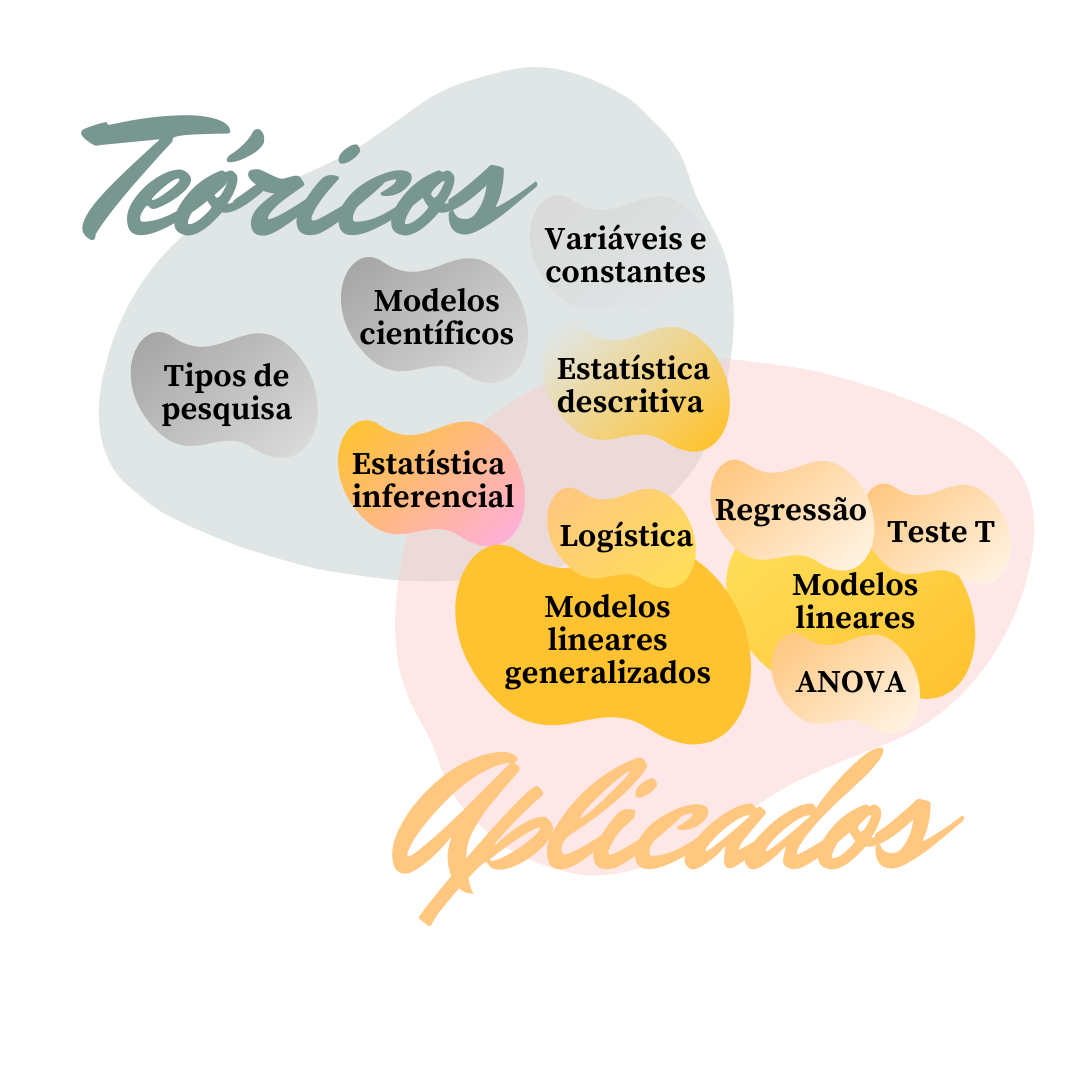 Teóricos
Variáveis e
constantes
Modelos
científicos
Tipos de
pesquisa
Estatística
descritiva
Estatística
inferencial
Logística
Regressão
Teste T
Modelos
lineares
Modelos
lineares
generalizados
ANOVA
Aplicados